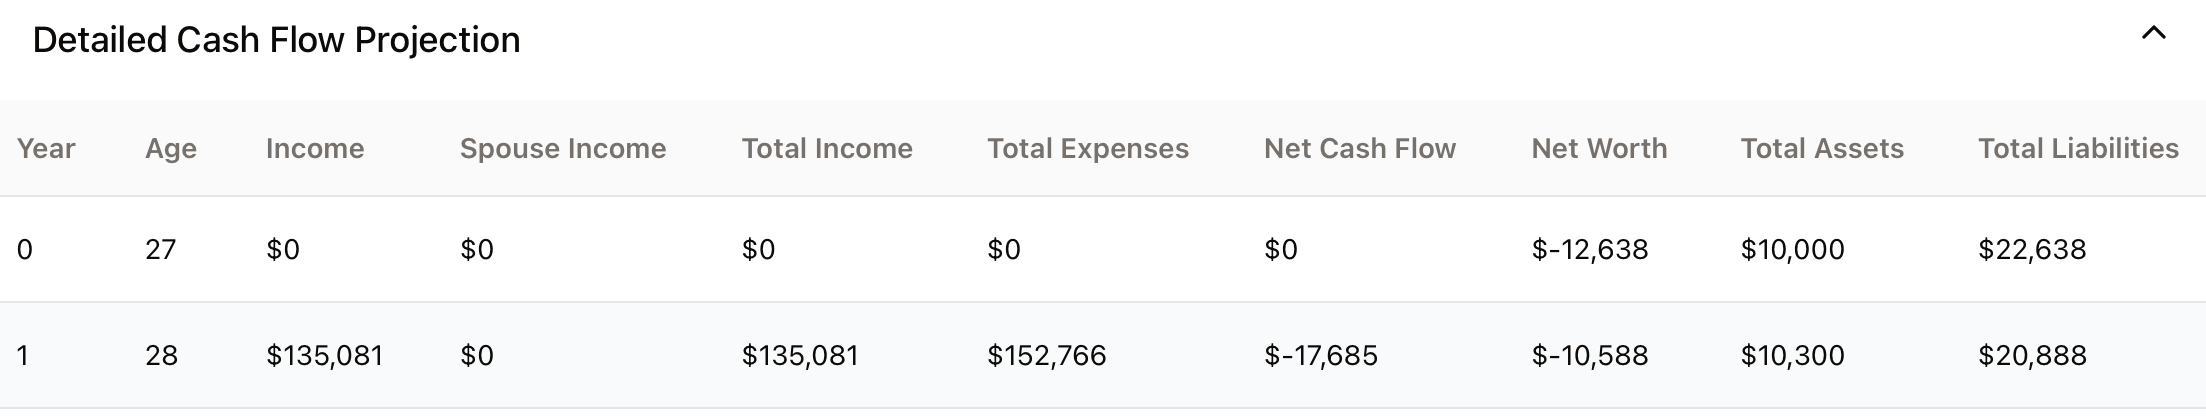 Detailed Cash Flow Projection
Year Age Income Spouse Income Total Income Total Expenses Net Cash Flow Net Worth Total Assets Total Liabilities
0 27 $0 $0 $0 $0 $0 $-12,638 $10,000 $22,638
1 28 $135,081 $0 $135,081 $152,766 $-17,685 $-10,588 $10,300 $20,888